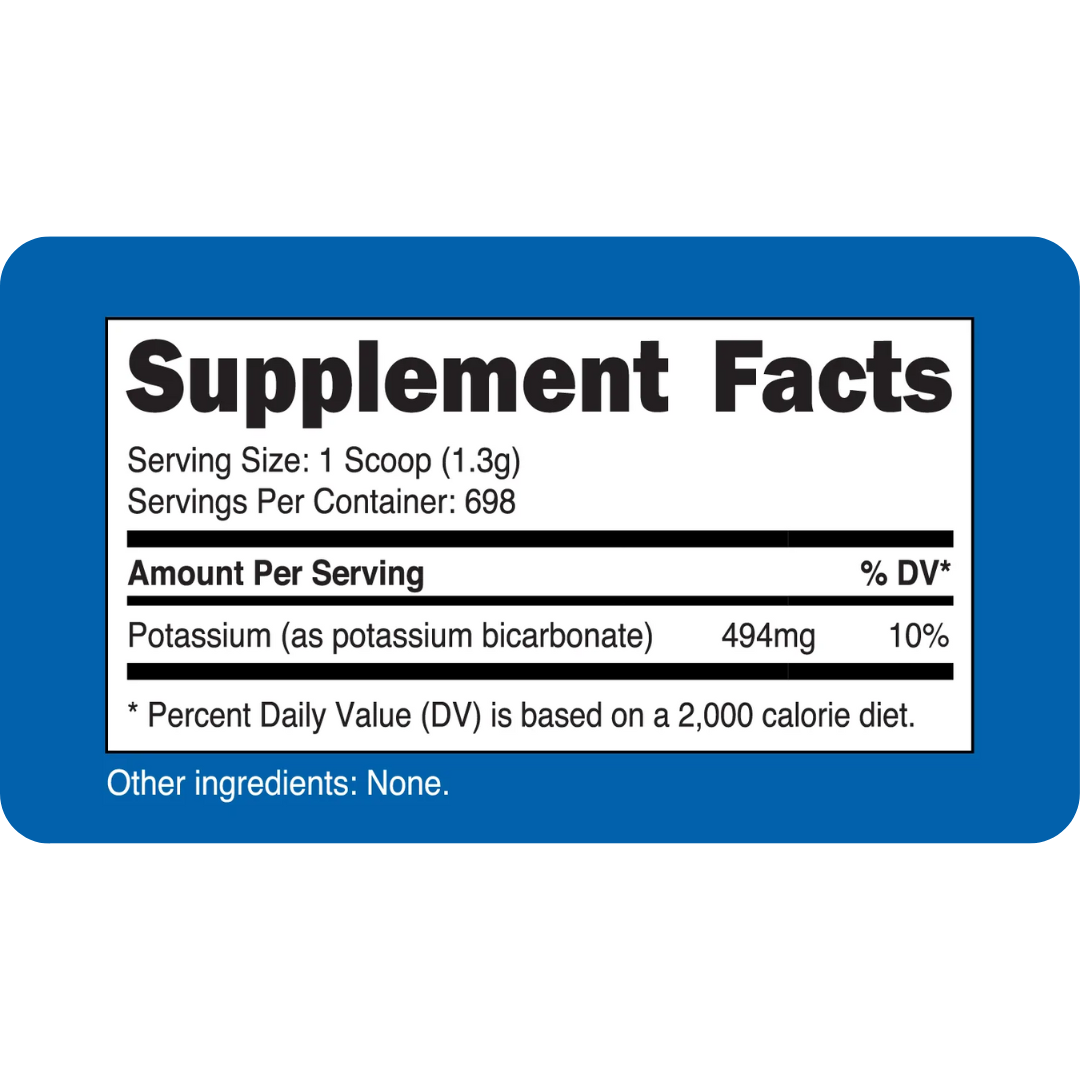 Supplement Facts
Serving Size: 1 Scoop (1.3g)
Servings Per Container: 698
Amount Per Serving % DV*
Potassium (as potassium bicarbonate) 494mg 10%
* Percent Daily Value (DV) is based on a 2,000 calorie diet.
Other ingredients: None.